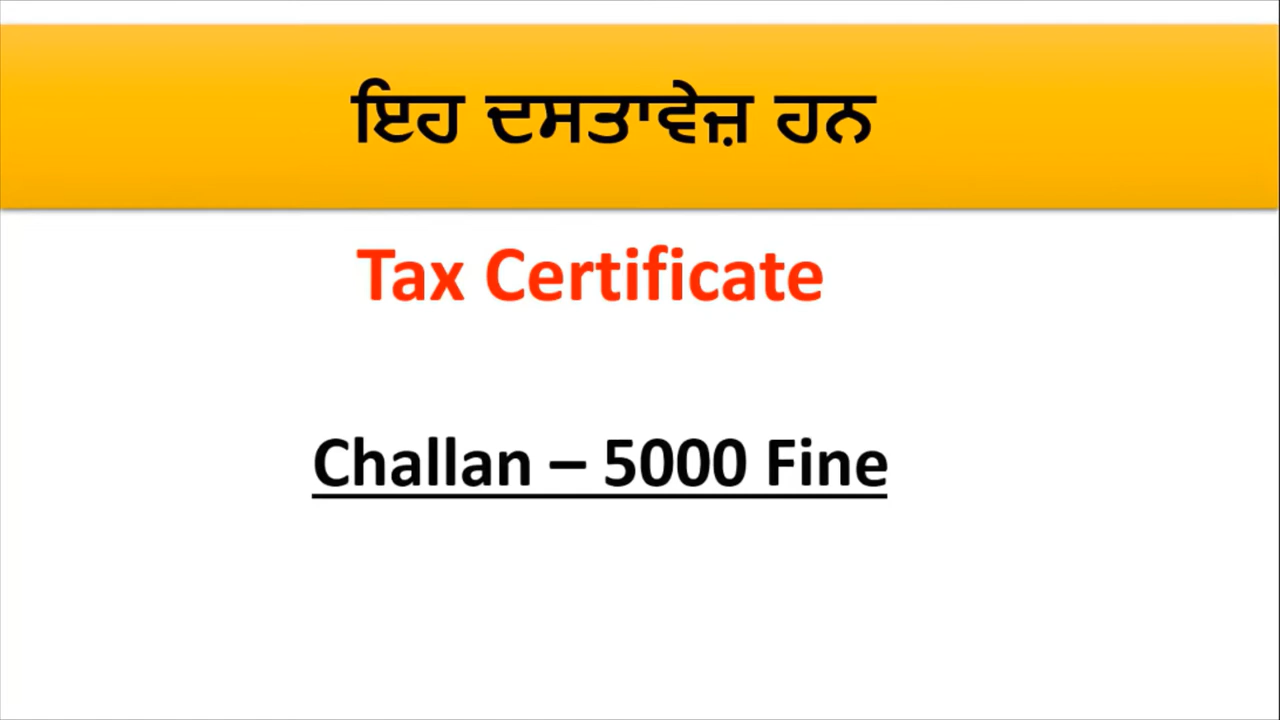 ਇਹ ਦਸਤਾਵੇਜ਼ ਹਨ
Tax Certificate
Challan – 5000 Fine